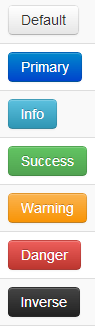 Default
Primary
Info
Success
Warning
Danger
Inverse